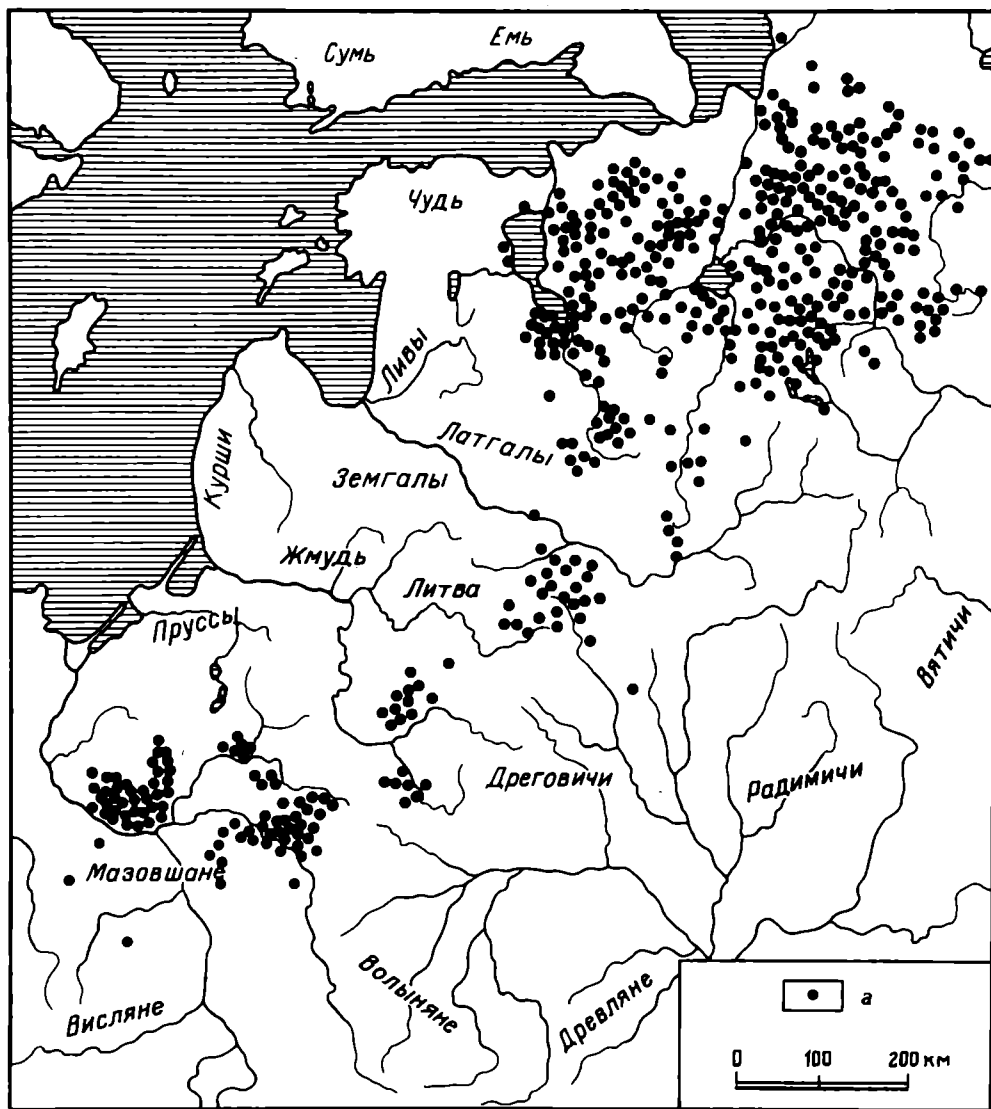 Сумь
Емь
Чудь
Ливы
Латгалы
Курши
Земгалы
Жмудь
Литва
Пруссы
Вятичи
Дреговичи
Радимичи
Мазовшане
Волыняне
Древляне
Висляне
а
0 100 200 км